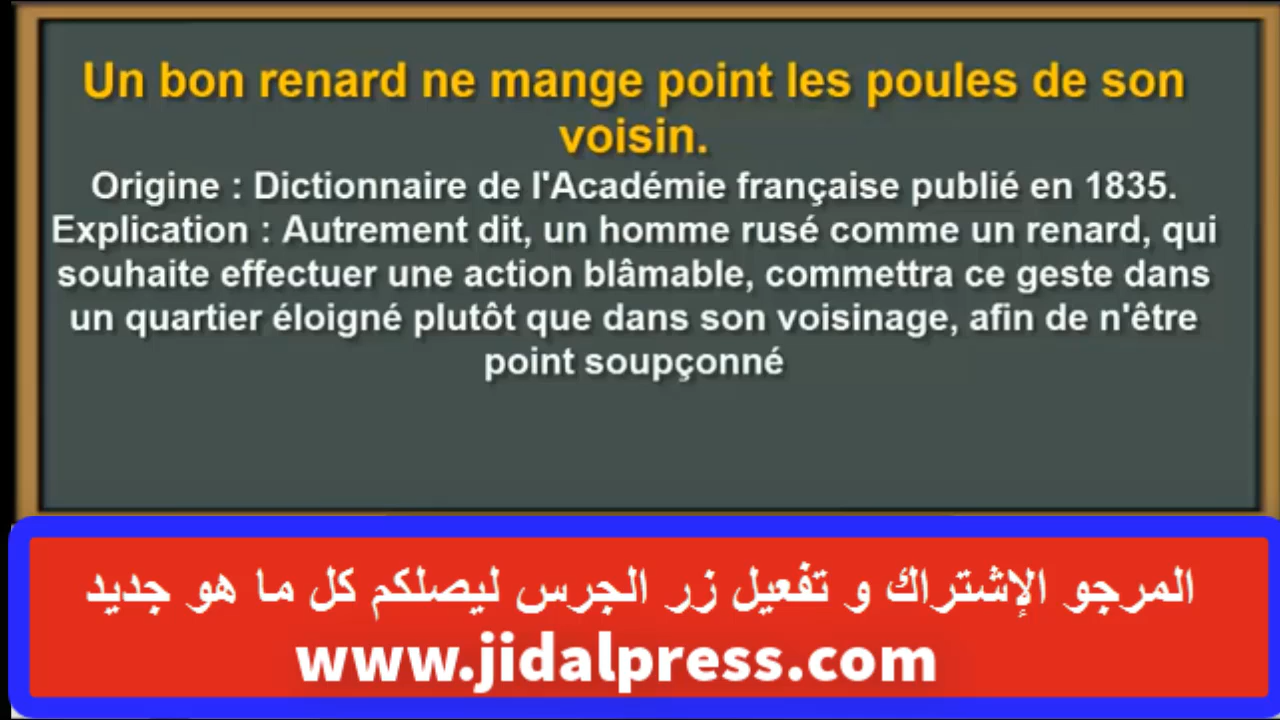 Un bon renard ne mange point les poules de son
voisin.
Origine : Dictionnaire de l'Académie française publié en 1835.
Explication : Autrement dit, un homme rusé comme un renard, qui
souhaite effectuer une action blâmable, commettra ce geste dans
un quartier éloigné plutôt que dans son voisinage, afin de n'être
point soupçonné
المرجو الإشتراك و تفعيل زر الجرس ليصلكم كل ما هو جديد
www.jidalpress.com